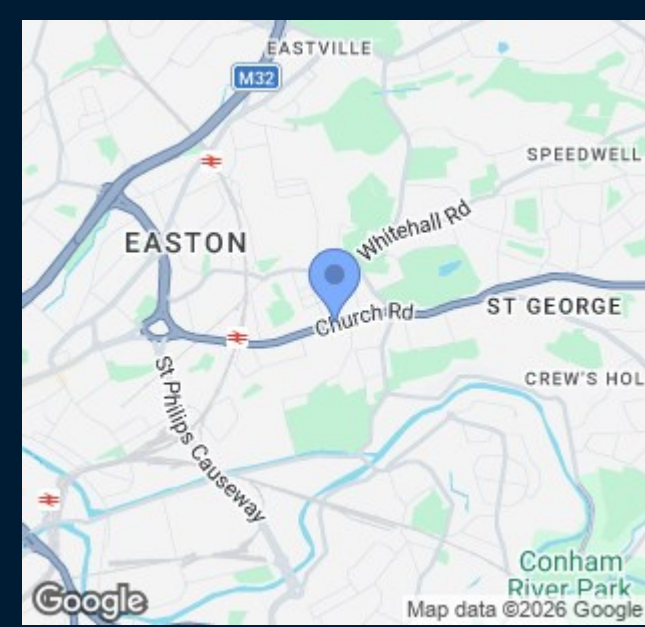 EASTVILLE
M32
SPEEDWELL
Whitehall Rd
EASTON
ST GEORGE
Church Rd
CREW'S HOL
St Philips Causeway
Conham
River Park
Google
Map data ©2026 Google